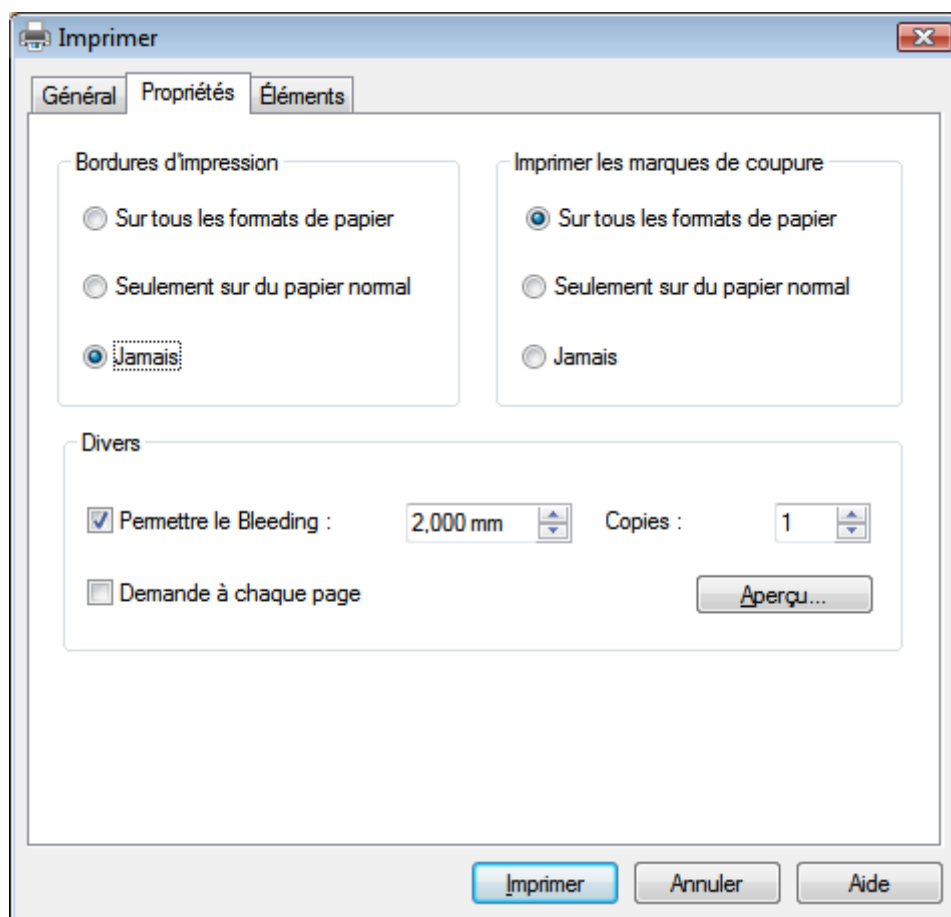 Imprimer
Général Propriétés Éléments
Bordures d'impression
Sur tous les formats de papier
Seulement sur du papier normal
Jamais
Imprimer les marques de coupure
Sur tous les formats de papier
Seulement sur du papier normal
Jamais
Divers
Permettre le Bleeding : 2,000 mm Copies : 1
Demande à chaque page Aperçu...
Imprimer Annuler Aide